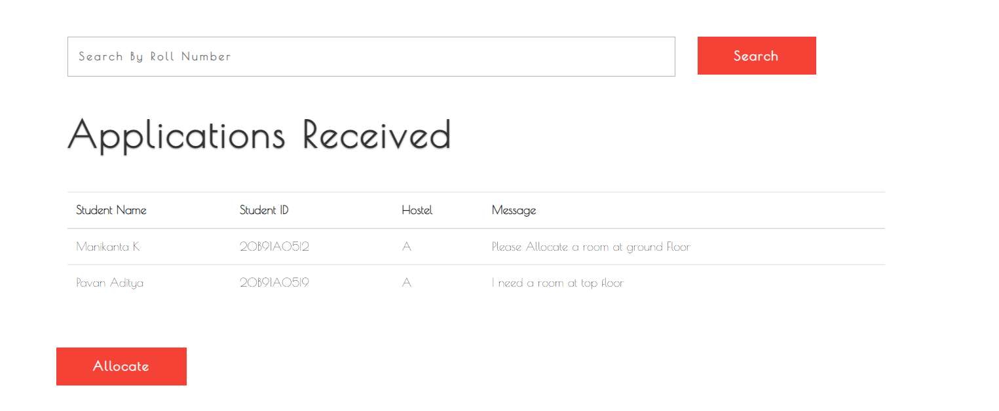 Search By Roll Number Search
Applications Received
Student Name Student ID Hostel Message
Manikanta K 20B91A0512 A Please Allocate a room at ground Floor
Pavan Aditya 20B91A0519 A I need a room at top floor
Allocate